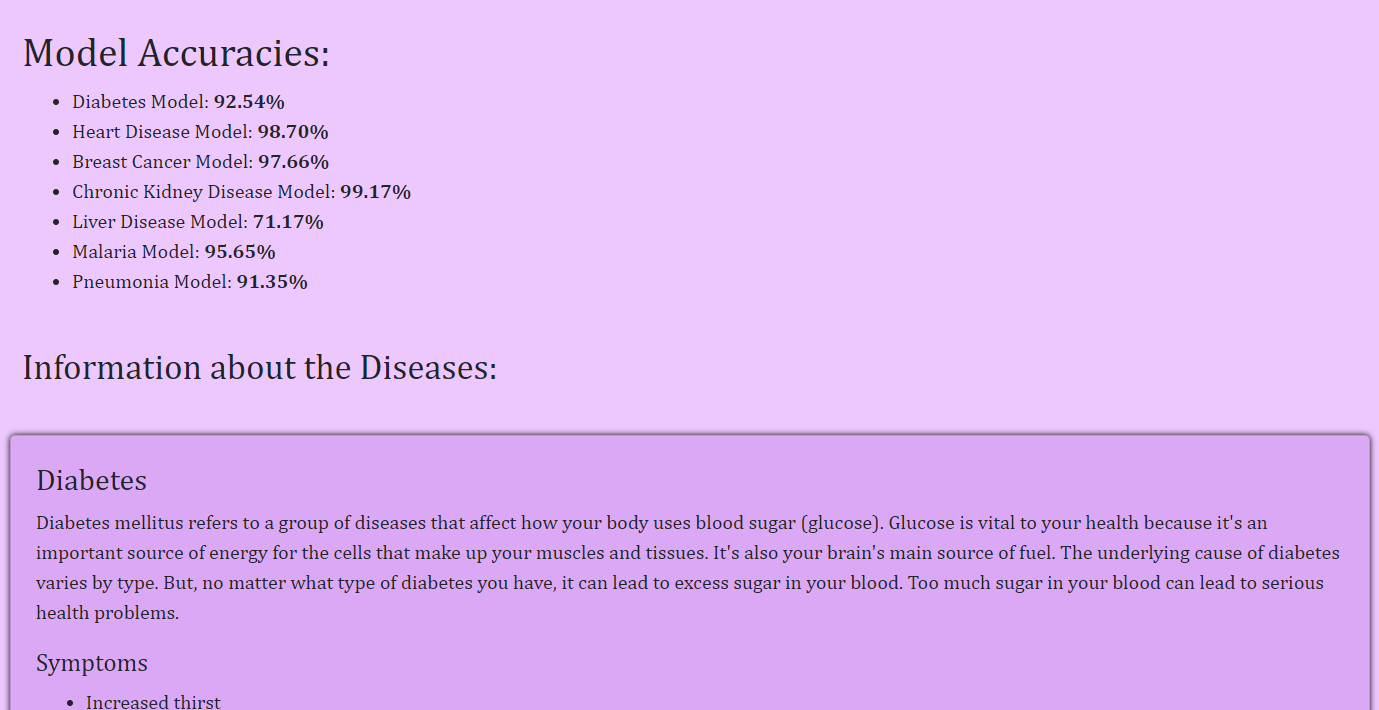 Model Accuracies:
• Diabetes Model: 92.54%
• Heart Disease Model: 98.70%
• Breast Cancer Model: 97.66%
• Chronic Kidney Disease Model: 99.17%
• Liver Disease Model: 71.17%
• Malaria Model: 95.65%
• Pneumonia Model: 91.35%
Information about the Diseases:
Diabetes
Diabetes mellitus refers to a group of diseases that affect how your body uses blood sugar (glucose). Glucose is vital to your health because it's an
important source of energy for the cells that make up your muscles and tissues. It's also your brain's main source of fuel. The underlying cause of diabetes
varies by type. But, no matter what type of diabetes you have, it can lead to excess sugar in your blood. Too much sugar in your blood can lead to serious
health problems.
Symptoms
• Increased thirst